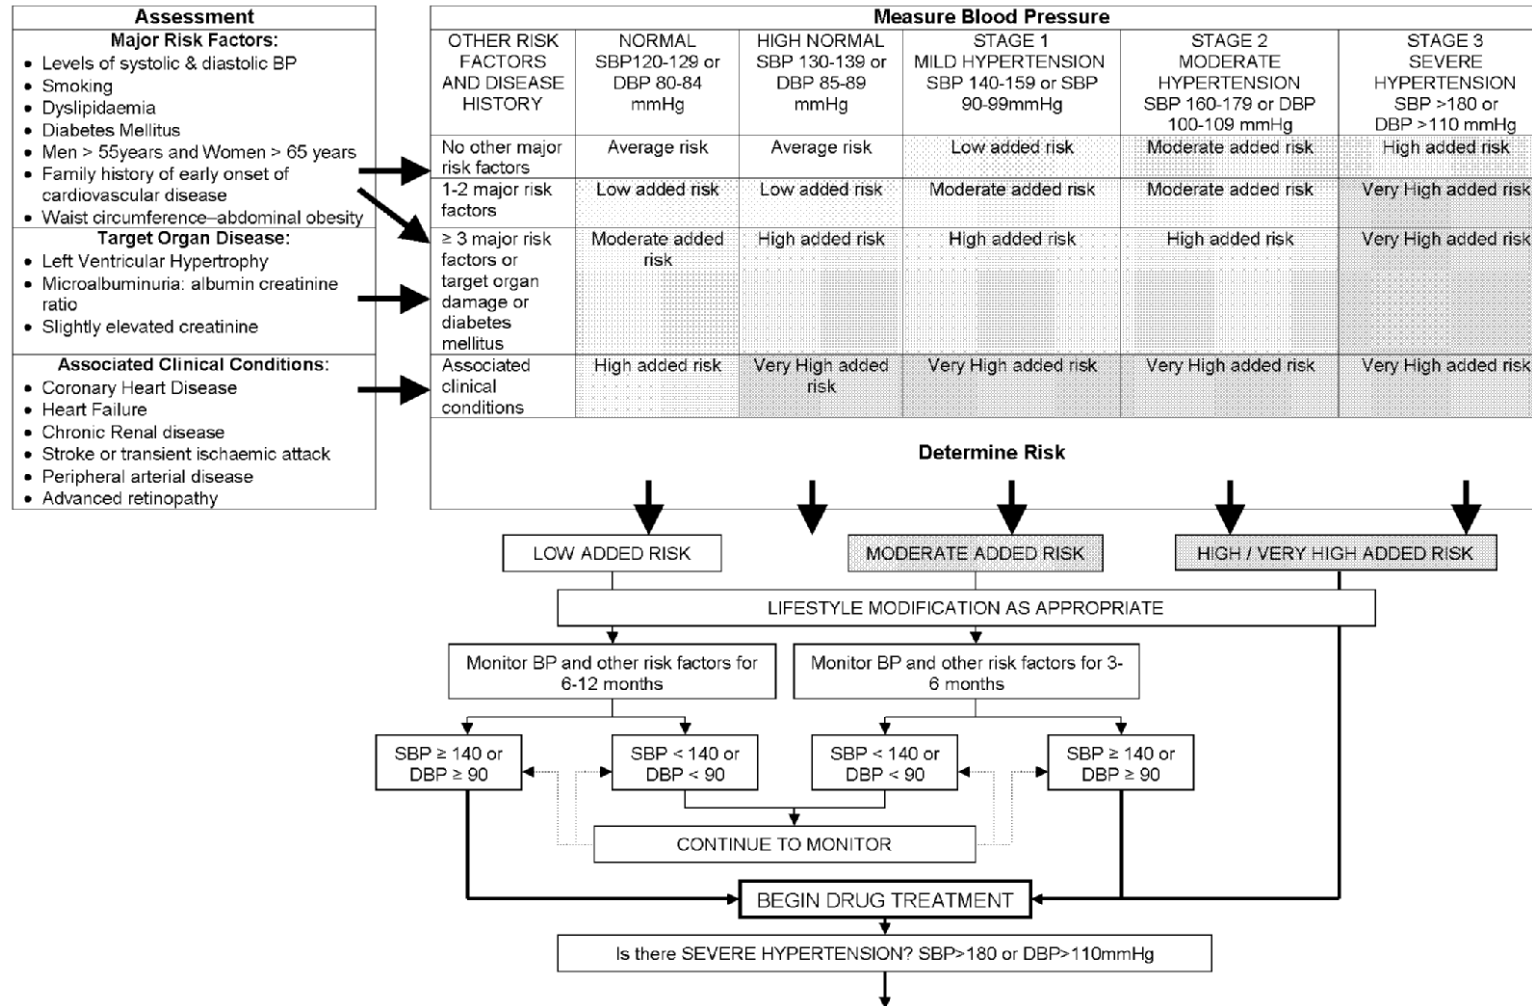 Assessment
Major Risk Factors:
• Levels of systolic & diastolic BP
• Smoking
• Dyslipidaemia
• Diabetes Mellitus
• Men > 55years and Women > 65 years
• Family history of early onset of
cardiovascular disease
• Waist circumference–abdominal obesity
Target Organ Disease:
• Left Ventricular Hypertrophy
• Microalbuminuria: albumin creatinine
ratio
• Slightly elevated creatinine
Associated Clinical Conditions:
• Coronary Heart Disease
• Heart Failure
• Chronic Renal disease
• Stroke or transient ischaemic attack
• Peripheral arterial disease
• Advanced retinopathy
Measure Blood Pressure
OTHER RISK
FACTORS
AND DISEASE
HISTORY
NORMAL
SBP120-129 or
DBP 80-84
mmHg
HIGH NORMAL
SBP 130-139 or
DBP 85-89
mmHg
STAGE 1
MILD HYPERTENSION
SBP 140-159 or SBP
90-99mmHg
STAGE 2
MODERATE
HYPERTENSION
SBP 160-179 or DBP
100-109 mmHg
STAGE 3
SEVERE
HYPERTENSION
SBP >180 or
DBP >110 mmHg
No other major
risk factors
Average risk
Average risk
Low added risk
Moderate added risk
High added risk
1-2 major risk
factors
Low added risk
Low added risk
Moderate added risk
Moderate added risk
Very High added risk
≥ 3 major risk
factors or
target organ
damage or
diabetes
mellitus
Moderate added
risk
High added risk
High added risk
High added risk
Very High added risk
Associated
clinical
conditions
High added risk
Very High added
risk
Very High added risk
Very High added risk
Very High added risk
Determine Risk
LOW ADDED RISK
MODERATE ADDED RISK
HIGH / VERY HIGH ADDED RISK
LIFESTYLE MODIFICATION AS APPROPRIATE
Monitor BP and other risk factors for
6-12 months
Monitor BP and other risk factors for 3-
6 months
SBP ≥ 140 or
DBP ≥ 90
SBP < 140 or
DBP < 90
SBP < 140 or
DBP < 90
SBP ≥ 140 or
DBP ≥ 90
CONTINUE TO MONITOR
BEGIN DRUG TREATMENT
Is there SEVERE HYPERTENSION? SBP>180 or DBP>110mmHg